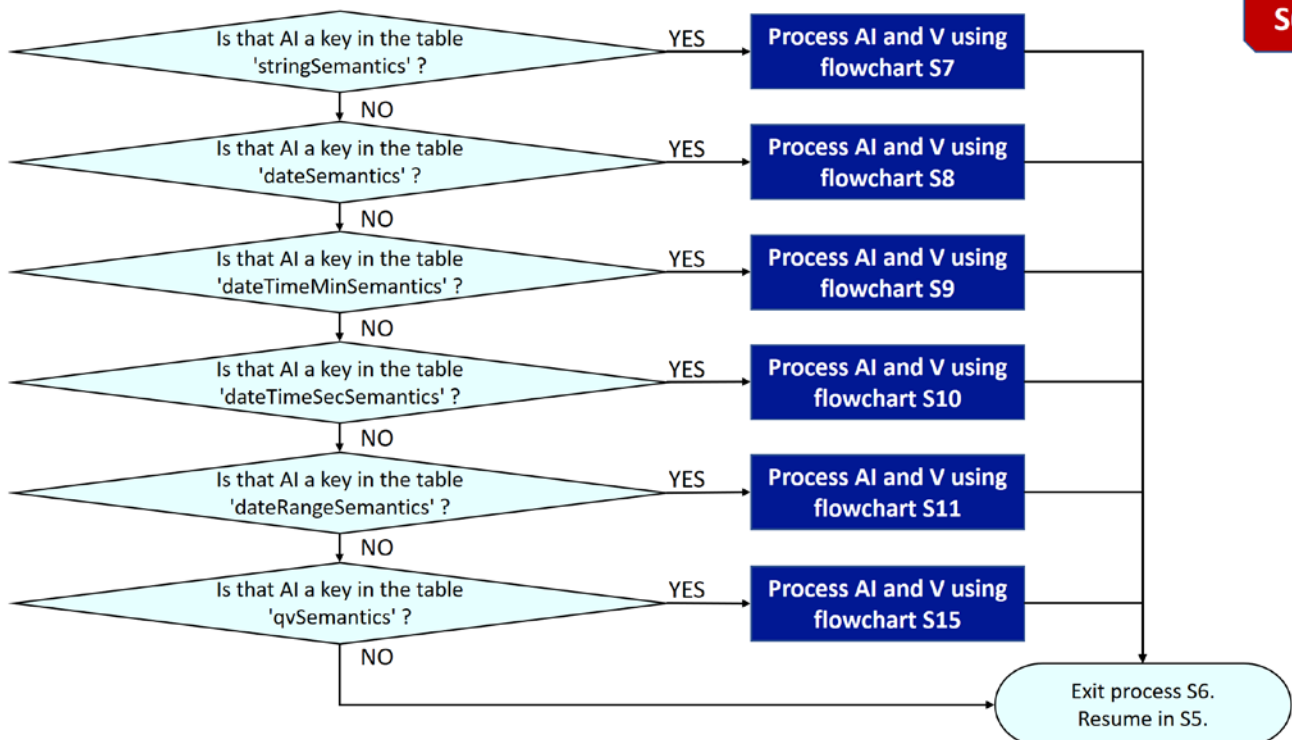 Is that AI a key in the table
'stringSemantics' ?
YES
Process AI and V using
flowchart S7
NO
Is that AI a key in the table
'dateSemantics' ?
YES
Process AI and V using
flowchart S8
NO
Is that AI a key in the table
'dateTimeMinSemantics' ?
YES
Process AI and V using
flowchart S9
NO
Is that AI a key in the table
'dateTimeSecSemantics' ?
YES
Process AI and V using
flowchart S10
NO
Is that AI a key in the table
'dateRangeSemantics' ?
YES
Process AI and V using
flowchart S11
NO
Is that AI a key in the table
'qvSemantics' ?
YES
Process AI and V using
flowchart S15
NO
Exit process S6.
Resume in S5.